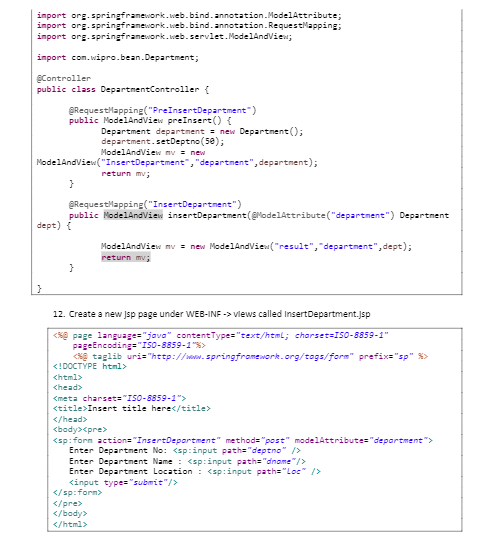 import org.springframework.web.bind.annotation.ModelAttribute;
import org.springframework.web.bind.annotation.RequestMapping;
import org.springframework.web.servlet.ModelAndView;
import com.wipro.bean.Department;
@Controller
public class DepartmentController {
@RequestMapping("PreInsertDepartment")
public ModelAndView preInsert() {
Department department = new Department();
department.setDeptno(50);
ModelAndView mv = new
ModelAndView("InsertDepartment","department",department);
return mv;
}
@RequestMapping("InsertDepartment")
public ModelAndView insertDepartment(@ModelAttribute("department") Department
dept) {
ModelAndView mv = new ModelAndView("result","department",dept);
return mv;
}
}
12. Create a new jsp page under WEB-INF -> views called InsertDepartment.jsp
<%@ page language="java" contentType="text/html; charset=ISO-8859-1"
pageEncoding="ISO-8859-1"%>
<%@ taglib uri="http://www.springframework.org/tags/form" prefix="sp" %>
<!DOCTYPE html>
<html>
<head>
<meta charset="ISO-8859-1">
<title>Insert title here</title>
</head>
<body><pre>
<sp:form action="InsertDepartment" method="post" modelAttribute="department">
Enter Department No: <sp:input path="deptno" />
Enter Department Name : <sp:input path="dname"/>
Enter Department Location : <sp:input path="Loc" />
<input type="submit"/>
</sp:form>
</pre>
</body>
</html>